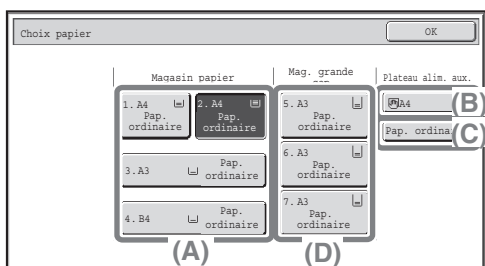 Choix papier
OK
Magasin papier
Mag. grande
Plateau alim. aux.
1. A4
Pap.
ordinaire
2. A4
Pap.
ordinaire
3. A3
Pap.
ordinaire
4. B4
Pap.
ordinaire
(A)
5. A3
Pap.
ordinaire
6. A3
Pap.
ordinaire
7. A3
Pap.
ordinaire
(D)
A4
(B)
Pap. ordina
(C)